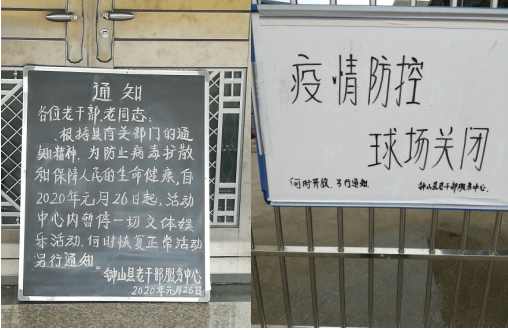 通知
各位老干部、老同志:
根据县有关部门的通
知精神,为防止病毒扩散
和保障人民的生命健康,自
2020年元月26日起,活动
中心内暂停一切文体娱
乐活动,何时恢复正常活动
另行通知。
钟山县老干部服务中心
2020年元月26日
疫情防控
球场关闭
何时开放,另行通知.
钟山县老干部服务中心.